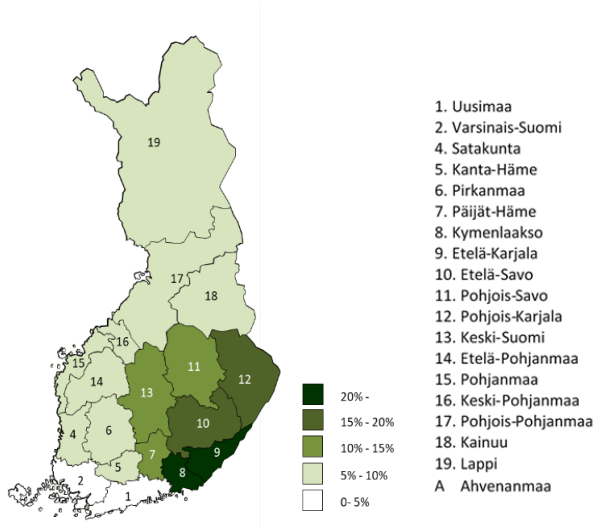 19
17
18
16
15
14
13
11
12
10
4
6
9
7
5
8
2
1
20% -
15% - 20%
10% - 15%
5% - 10%
0- 5%
1. Uusimaa
2. Varsinais-Suomi
4. Satakunta
5. Kanta-Häme
6. Pirkanmaa
7. Päijät-Häme
8. Kymenlaakso
9. Etelä-Karjala
10. Etelä-Savo
11. Pohjois-Savo
12. Pohjois-Karjala
13. Keski-Suomi
14. Etelä-Pohjanmaa
15. Pohjanmaa
16. Keski-Pohjanmaa
17. Pohjois-Pohjanmaa
18. Kainuu
19. Lappi
A Ahvenanmaa